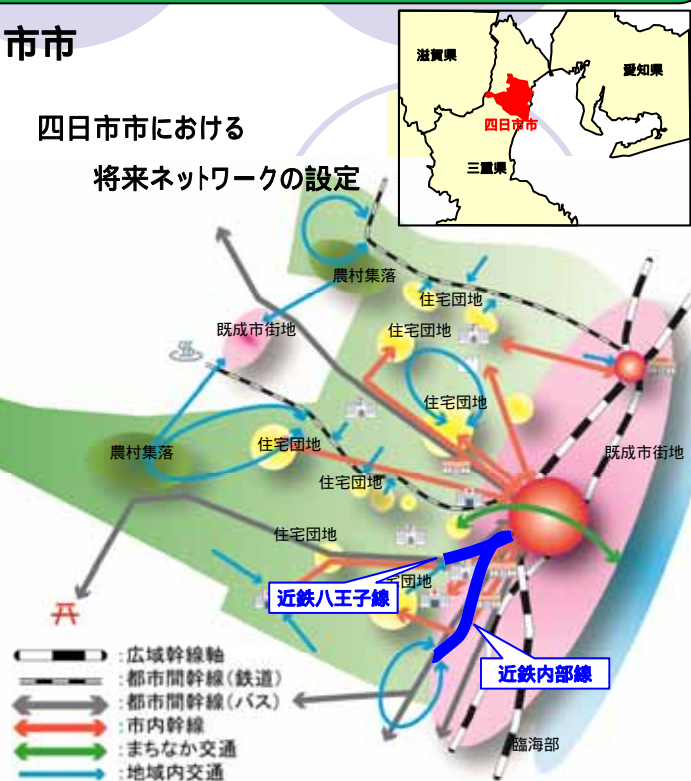 市市
四日市市における
将来ネットワークの設定
滋賀県
愛知県
四日市市
三重県
農村集落
住宅団地
既成市街地
住宅団地
住宅団地
農村集落
住宅団地
既成市街地
住宅団地
住宅団地
宅団地
近鉄八王子線
近鉄内部線
臨海部
:広域幹線軸
:都市間幹線(鉄道)
:都市間幹線(バス)
:市内幹線
:まちなか交通
:地域内交通